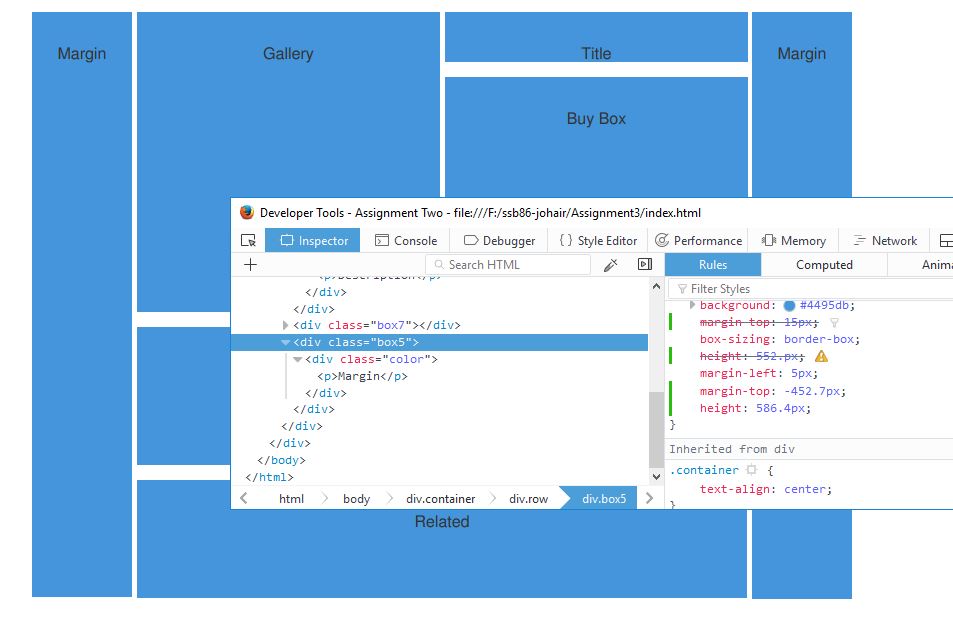 Margin
Gallery
Title
Margin
Buy Box
Developer Tools - Assignment Two - file:///F:/ssb86-johair/Assignment3/index.html
Inspector Console Debugger { } Style Editor Performance Memory Network
+ Search HTML
Rules Computed Anima
Filter Styles
<p>Description</p>
</div>
</div>
<div class="box7"></div>
<div class="box5">
<div class="color">
<p>Margin</p>
</div>
</div>
</div>
</div>
</body>
</html>
html body div.container div.row div.box5
background: #4495db;
margin-top: 15px;
box-sizing: border-box;
height: 552.px;
margin-left: 5px;
margin-top: -452.7px;
height: 586.4px;
}
Inherited from div
.container {
text-align: center;
}
Related